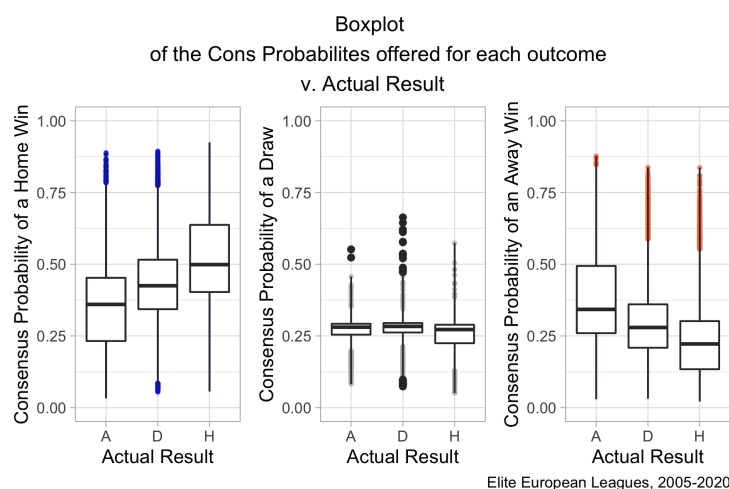 Boxplot
of the Cons Probabilites offered for each outcome
v. Actual Result
Consensus Probability of a Home Win
1.00
0.75
0.50
0.25
0.00
A D H
Actual Result
Consensus Probability of a Draw
1.00
0.75
0.50
0.25
0.00
A D H
Actual Result
Consensus Probability of an Away Win
1.00
0.75
0.50
0.25
0.00
A D H
Actual Result
Elite European Leagues, 2005-2020